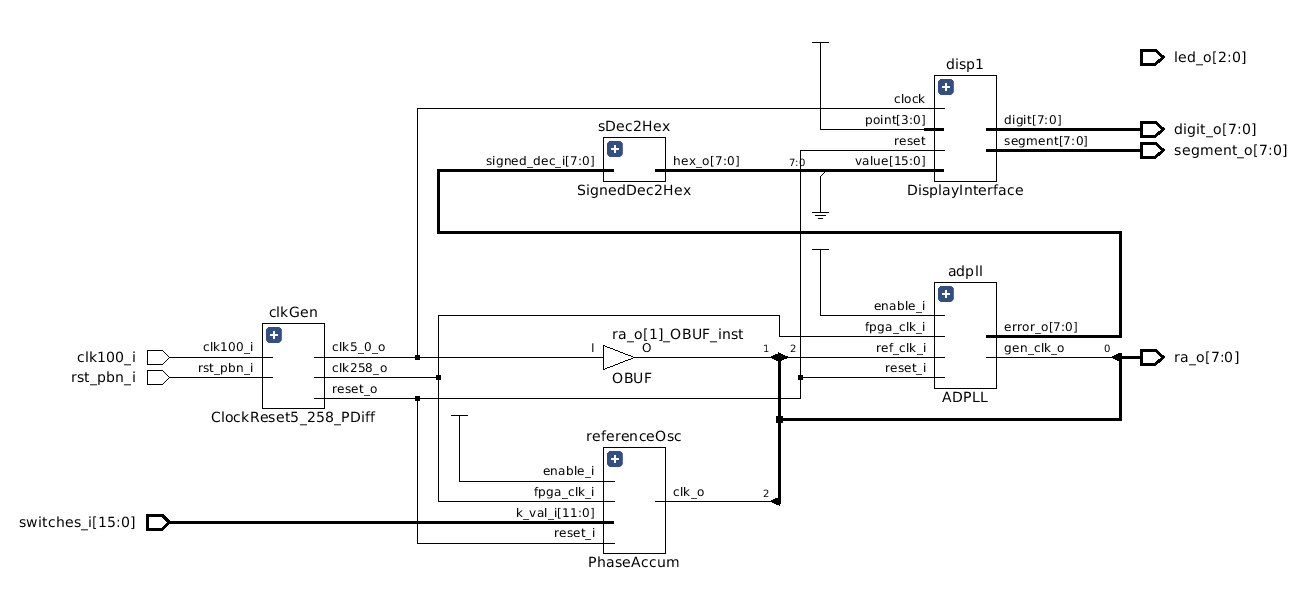 led_o[2:0]
disp1
clock
point[3:0]
digit[7:0]
digit_o[7:0]
sDec2Hex
reset
segment[7:0]
segment_o[7:0]
signed_dec_i[7:0]
hex_o[7:0]
7:0
value[15:0]
SignedDec2Hex
DisplayInterface
adpll
clkGen
enable_i
fpga_clk_i
error_o[7:0]
ra_o[1]_OBUF_inst
clk100_i
clk100_i
clk5_0_o
I
O
1
2
ref_clk_i
gen_clk_o
0
ra_o[7:0]
rst_pbn_i
rst_pbn_i
clk258_o
OBUF
reset_i
reset_o
ADPLL
ClockReset5_258_PDiff
referenceOsc
enable_i
fpga_clk_i
clk_o
2
k_val_i[11:0]
switches_i[15:0]
reset_i
PhaseAccum